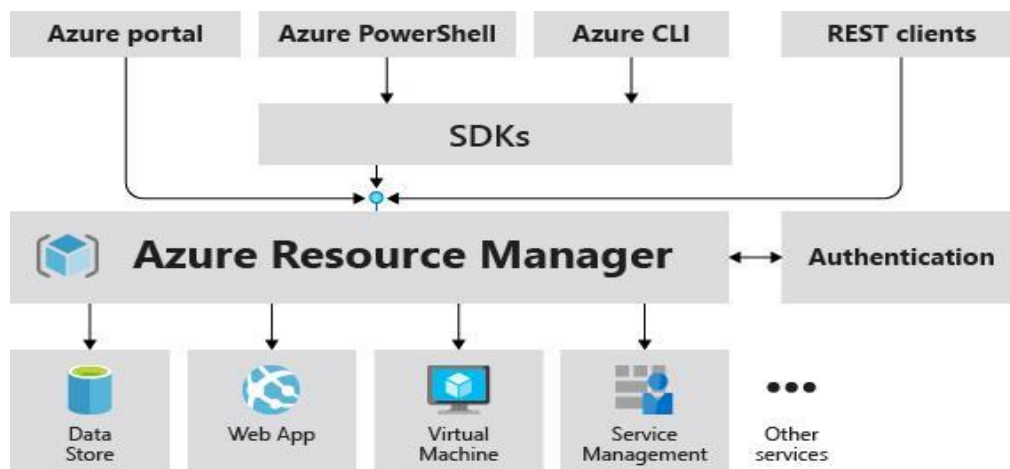 Azure portal
Azure PowerShell
Azure CLI
REST clients
SDKs
Azure Resource Manager
Authentication
Data
Store
Web App
Virtual
Machine
Service
Management
Other
services